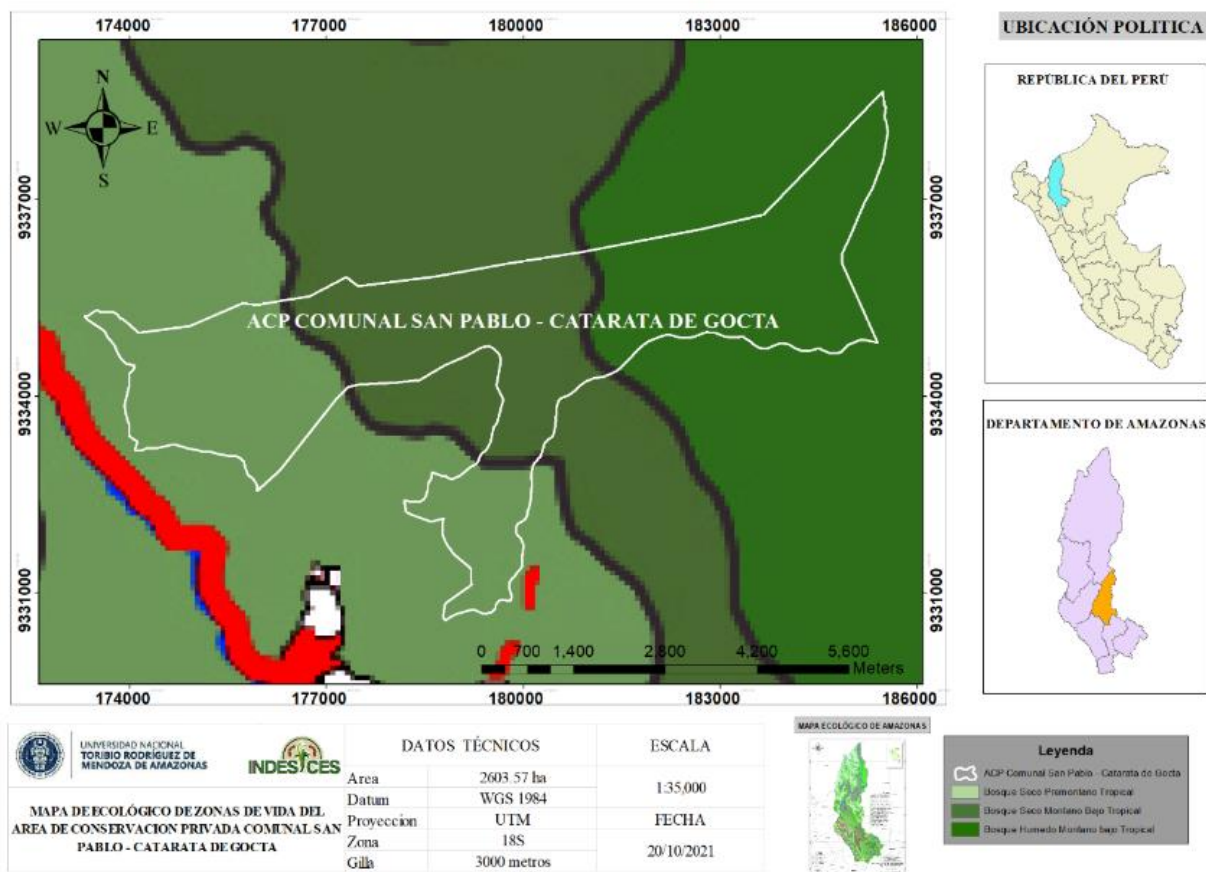 174000 177000 180000 183000 186000
N
W E
S
9337000 9337000
9334000 9334000
9331000 9331000
ACP COMUNAL SAN PABLO - CATARATA DE GOCTA
0 700 1,400 2,800 4,200 5,600
Meters
174000 177000 180000 183000 186000
UBICACIÓN POLITICA
REPÚBLICA DEL PERÚ
DEPARTAMENTO DE AMAZONAS
UNIVERSIDAD NACIONAL
TORIBIO RODRÍGUEZ DE
MENDOZA DE AMAZONAS
INDES CES
MAPA DE ECOLÓGICO DE ZONAS DE VIDA DEL
AREA DE CONSERVACION PRIVADA COMUNAL SAN
PABLO - CATARATA DE GOCTA
DATOS TÉCNICOS
Area 2603.57 ha
Datum WGS 1984
Proyeccion UTM
Zona 18S
Gilla 3000 metros
ESCALA
1:35,000
FECHA
20/10/2021
MAPA ECOLÓGICO DE AMAZONAS
Leyenda
ACP Comunal San Pablo - Catarata de Gocta
Bosque Seco Premontano Tropical
Bosque Seco Montano Bajo Tropical
Bosque Humedo Montano bajo Tropical